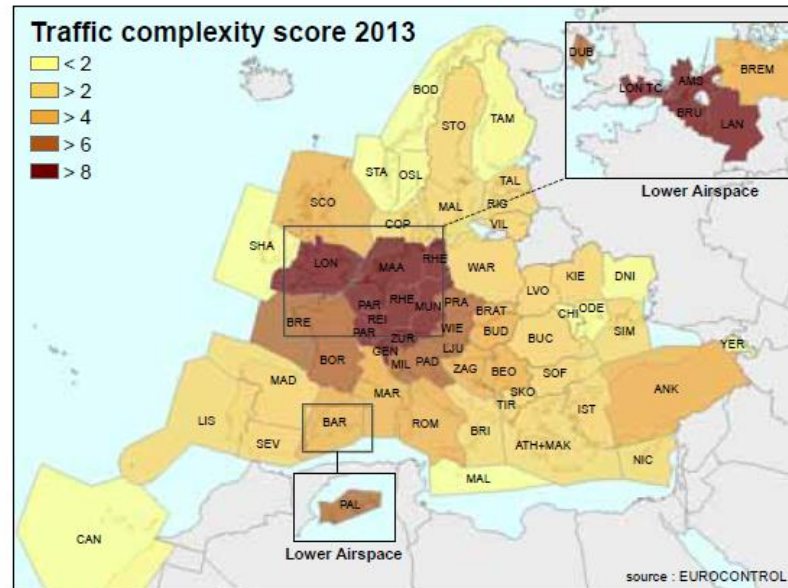 Traffic complexity score 2013
< 2
> 2
> 4
> 6
> 8
DUB
LON TC
AMS
BREM
BRU
LAN
Lower Airspace
BOD
STO
TAM
STA
OSL
SCO
TAL
MAL
RIG
COP
VIL
SHA
LON
MAA
RHE
WAR
KIE
DNI
LVO
BRE
PAR
RHE
MUN
PRA
BRAT
CHI
ODE
REI
WIE
BUD
BUC
SIM
PAR
ZUR
LJU
YER
BOR
GEN
MIL
PAD
ZAG
BEO
SOF
MAD
MAR
SKO
ANK
TIR
IST
LIS
BAR
ROM
BRI
SEV
ATH+MAK
NIC
MAL
PAL
CAN
Lower Airspace
source : EUROCONTROL